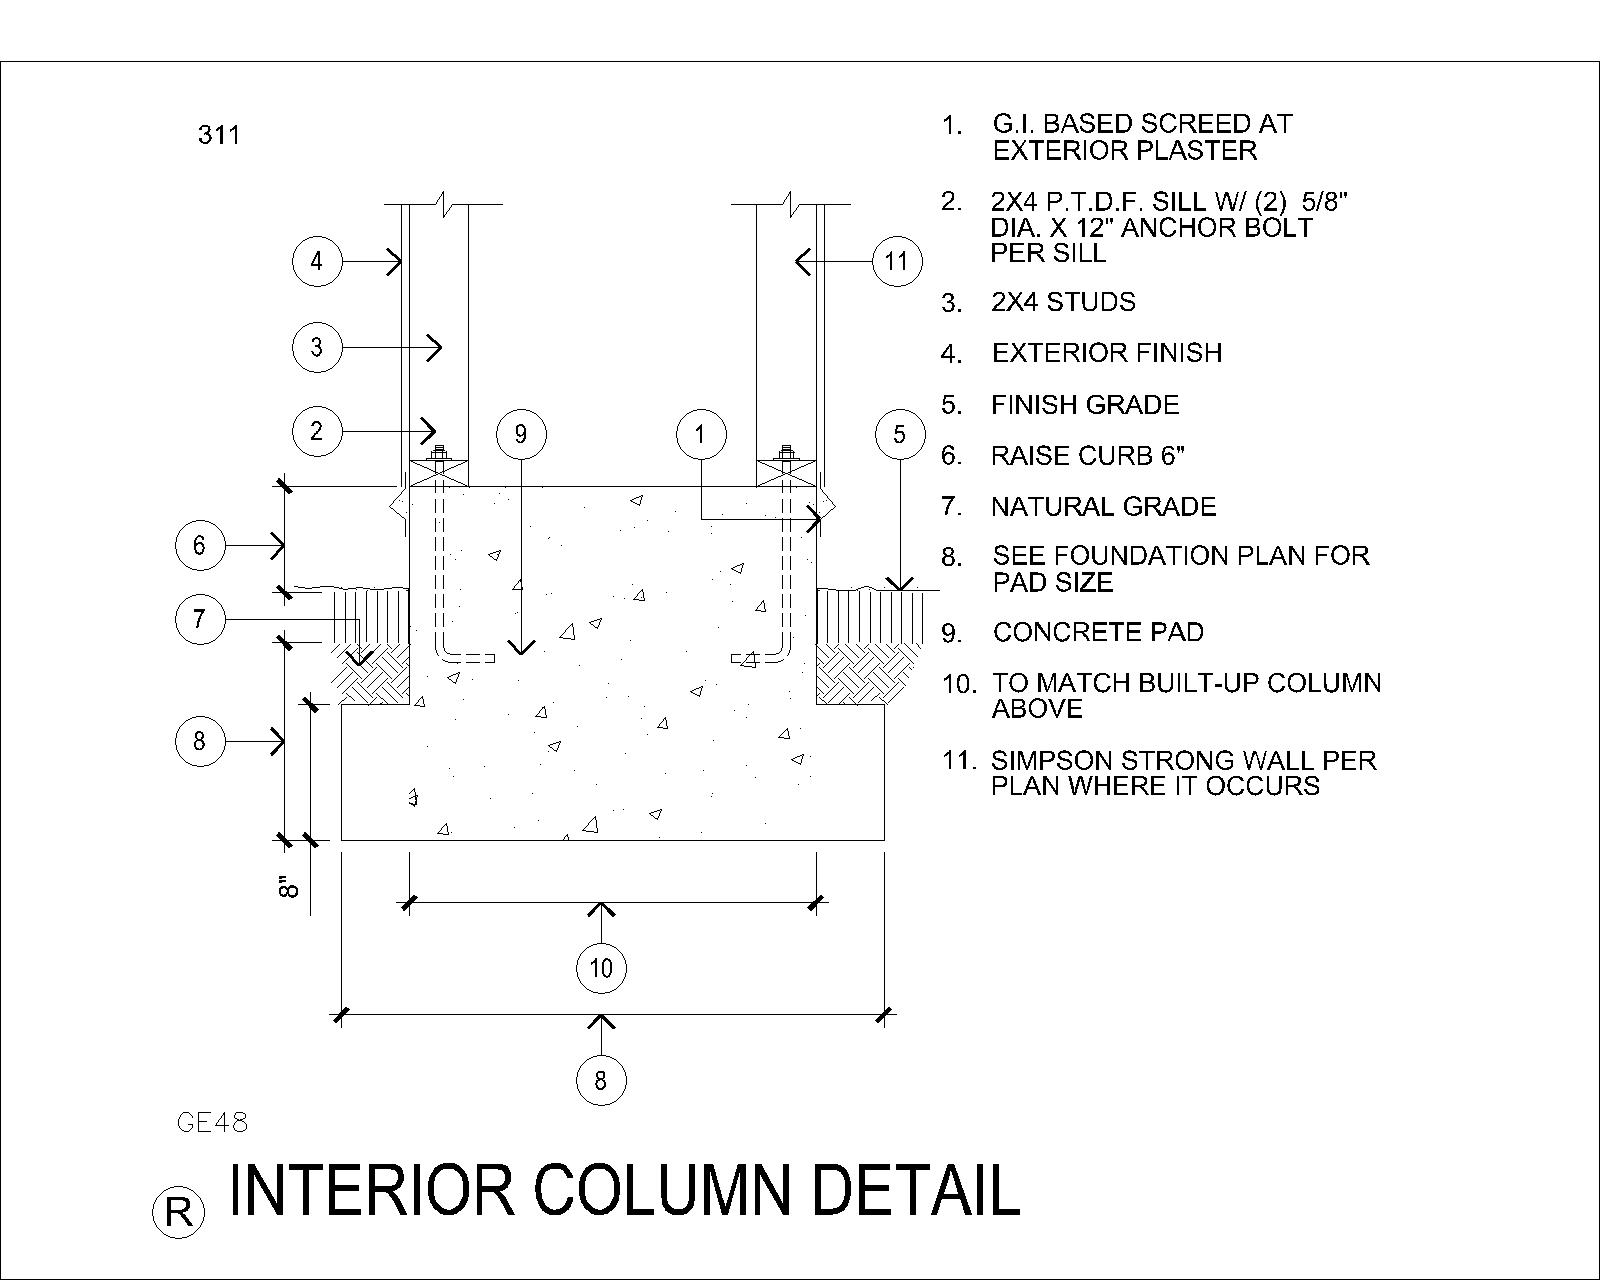 311
1. G.I. BASED SCREED AT
EXTERIOR PLASTER
2. 2X4 P.T.D.F. SILL W/ (2) 5/8"
DIA. X 12" ANCHOR BOLT
PER SILL
3. 2X4 STUDS
4. EXTERIOR FINISH
5. FINISH GRADE
6. RAISE CURB 6"
7. NATURAL GRADE
8. SEE FOUNDATION PLAN FOR
PAD SIZE
9. CONCRETE PAD
10. TO MATCH BUILT-UP COLUMN
ABOVE
11. SIMPSON STRONG WALL PER
PLAN WHERE IT OCCURS
4
11
3
2
9
1
5
6
7
8
8"
10
8
GE48
R INTERIOR COLUMN DETAIL